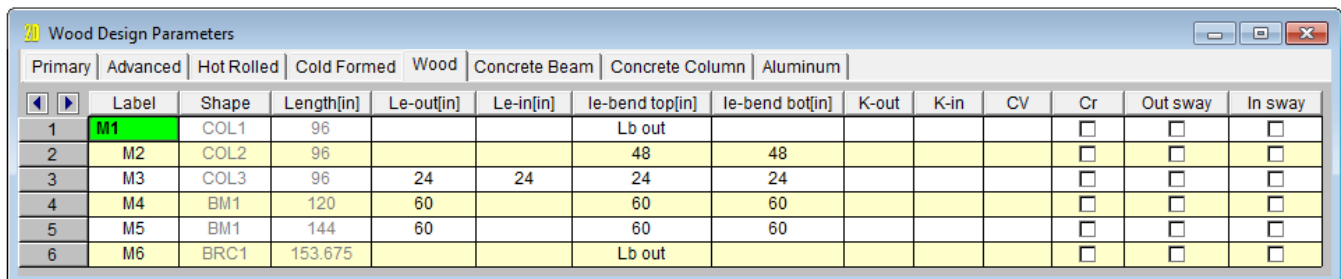 2D Wood Design Parameters
Primary Advanced Hot Rolled Cold Formed Wood Concrete Beam Concrete Column Aluminum
Label Shape Length[in] Le-out[in] Le-in[in] le-bend top[in] le-bend bot[in] K-out K-in CV Cr Out sway In sway
1 M1 COL1 96 Lb out
2 M2 COL2 96 48 48
3 M3 COL3 96 24 24 24 24
4 M4 BM1 120 60 60 60
5 M5 BM1 144 60 60 60
6 M6 BRC1 153.675 Lb out